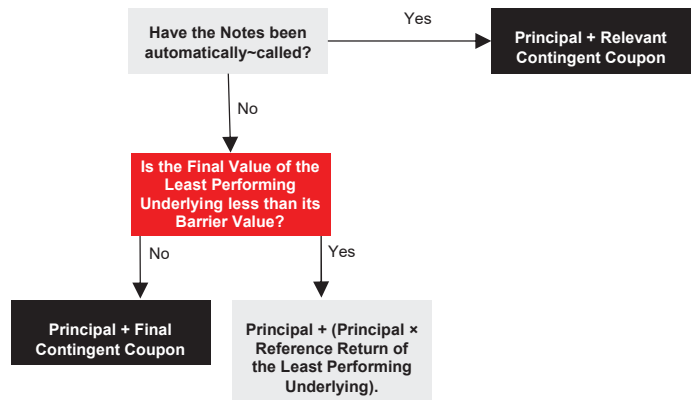 Have the Notes been
automatically~called?
Yes
Principal + Relevant
Contingent Coupon
No
Is the Final Value of the
Least Performing
Underlying less than its
Barrier Value?
No
Yes
Principal + Final
Contingent Coupon
Principal + (Principal ×
Reference Return of
the Least Performing
Underlying).